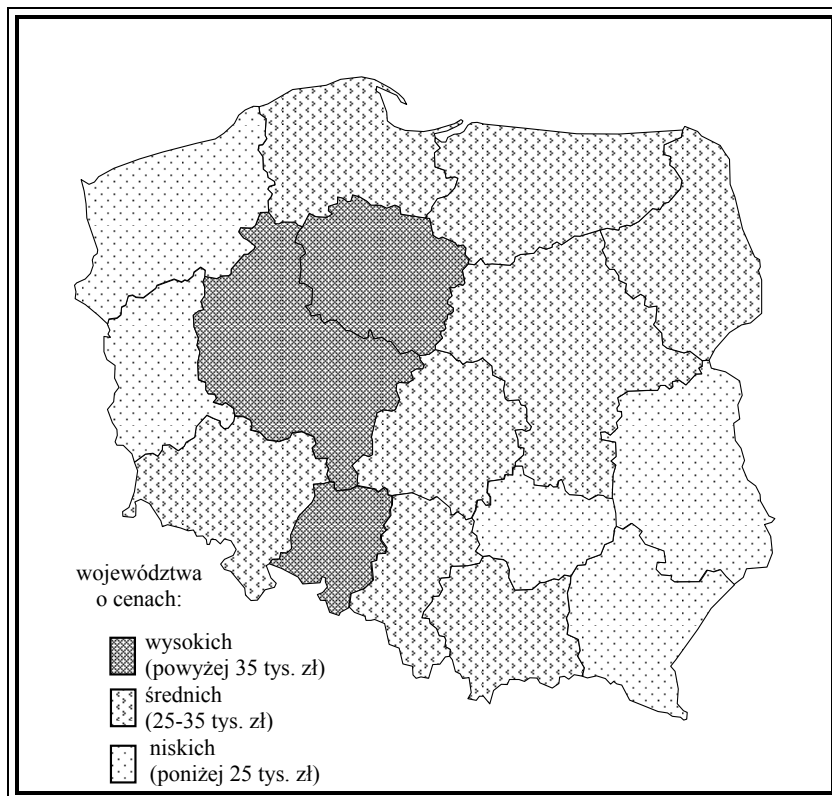 województwa
o cenach:
wysokich
(powyżej 35 tys. zł)
średnich
(25-35 tys. zł)
niskich
(poniżej 25 tys. zł)